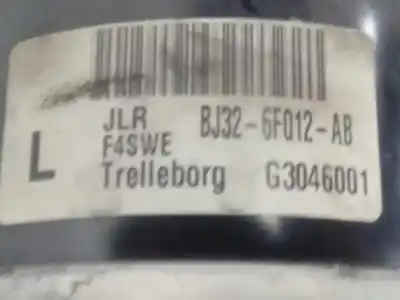 JLR BJ32-6F012-AB
F4SWE
L Trelleborg G3046001